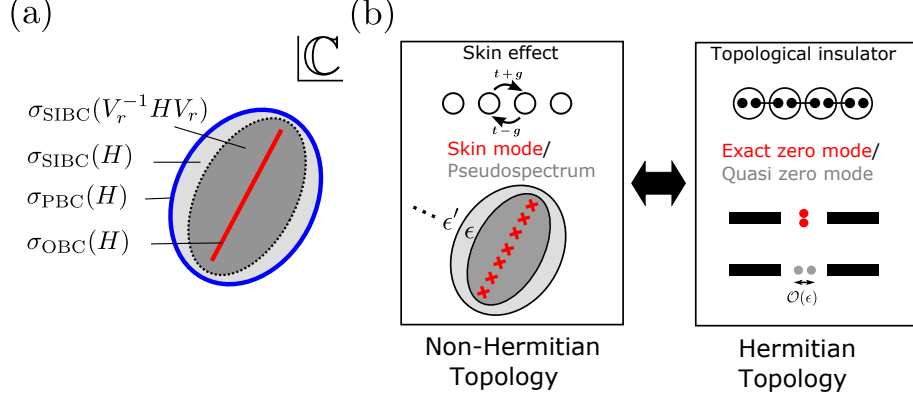 (a)
ℂ
σ_SIBC(V_r^{-1}HV_r)
σ_SIBC(H)
σ_PBC(H)
σ_OBC(H)
(b)
Skin effect
t+g
t−g
Skin mode/
Pseudospectrum
ϵ′
ϵ
Non-Hermitian
Topology
Topological insulator
Exact zero mode/
Quasi zero mode
𝒪(ϵ)
Hermitian
Topology